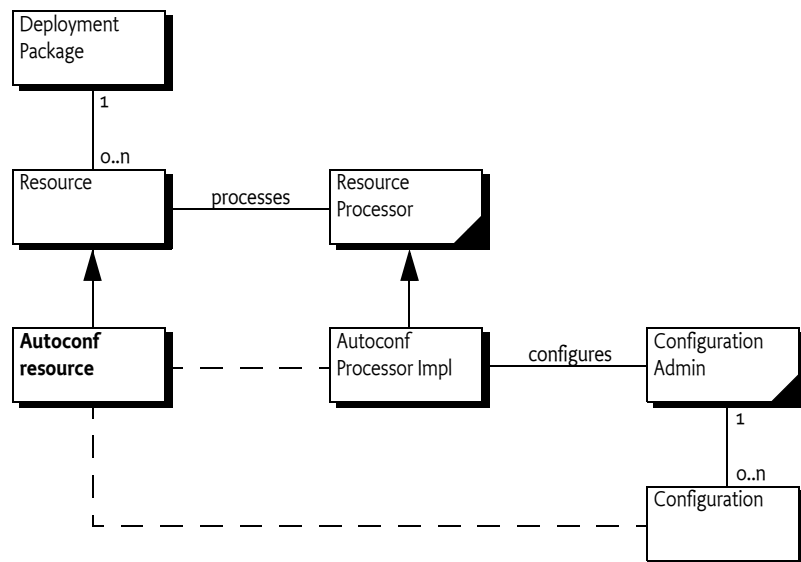 Deployment
Package
1
0..n
Resource
processes
Resource
Processor
Autoconf
resource
Autoconf
Processor Impl
configures
Configuration
Admin
1
0..n
Configuration